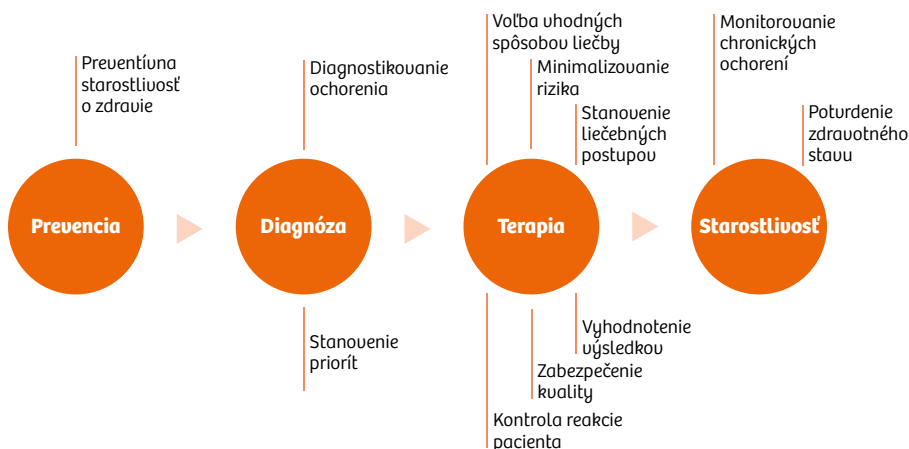 Preventívna
starostlivosť
o zdravie
Diagnostikovanie
ochorenia
Voľba vhodných
spôsobov liečby
Minimalizovanie
rizika
Stanovenie
liečebných
postupov
Monitorovanie
chronických
ochorení
Potvrdenie
zdravotného
stavu
Prevencia
Diagnóza
Terapia
Starostlivosť
Stanovenie
priorít
Vyhodnotenie
výsledkov
Zabezpečenie
kvality
Kontrola reakcie
pacienta